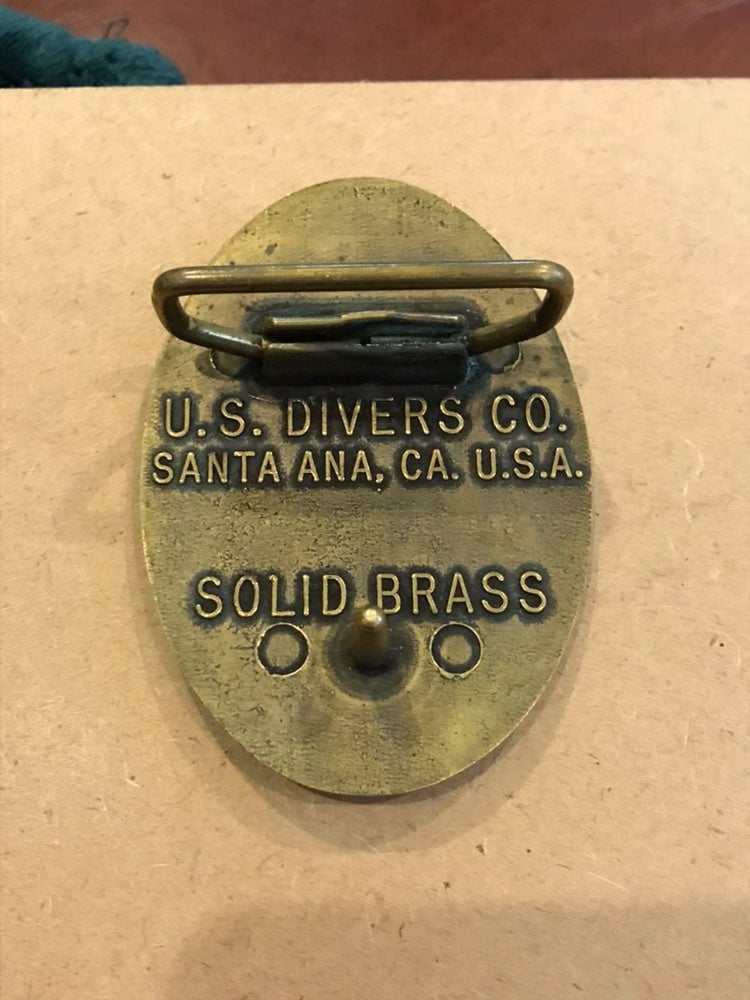 U.S. DIVERS CO.
SANTA ANA, CA. U.S.A.
SOLID BRASS